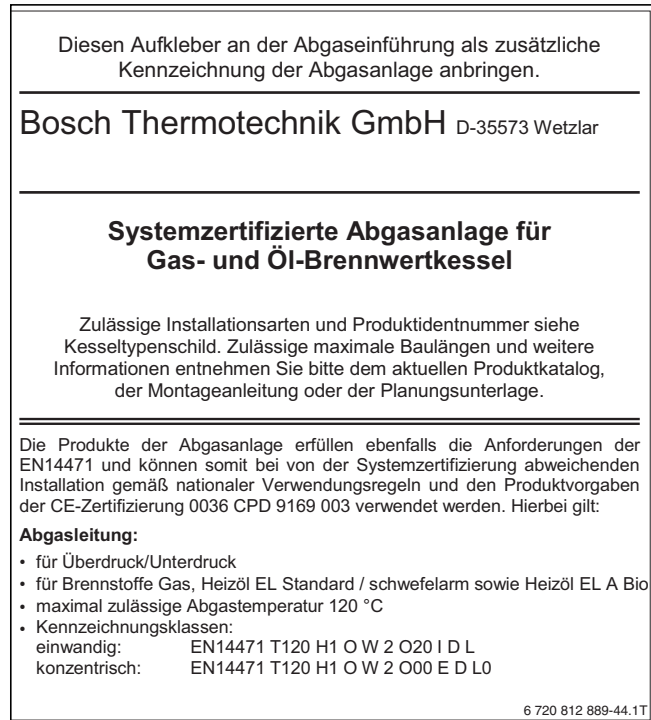 Diesen Aufkleber an der Abgaseinführung als zusätzliche
Kennzeichnung der Abgasanlage anbringen.
Bosch Thermotechnik GmbH D-35573 Wetzlar
Systemzertifizierte Abgasanlage für
Gas- und Öl-Brennwertkessel
Zulässige Installationsarten und Produktidentnummer siehe
Kesseltypenschild. Zulässige maximale Baulängen und weitere
Informationen entnehmen Sie bitte dem aktuellen Produktkatalog,
der Montageanleitung oder der Planungsunterlage.
Die Produkte der Abgasanlage erfüllen ebenfalls die Anforderungen der
EN14471 und können somit bei von der Systemzertifizierung abweichenden
Installation gemäß nationaler Verwendungsregeln und den Produktvorgaben
der CE-Zertifizierung 0036 CPD 9169 003 verwendet werden. Hierbei gilt:
Abgasleitung:
• für Überdruck/Unterdruck
• für Brennstoffe Gas, Heizöl EL Standard / schwefelarm sowie Heizöl EL A Bio
• maximal zulässige Abgastemperatur 120 °C
• Kennzeichnungsklassen:
einwandig: EN14471 T120 H1 O W 2 O20 I D L
konzentrisch: EN14471 T120 H1 O W 2 O00 E D L0
6 720 812 889-44.1T